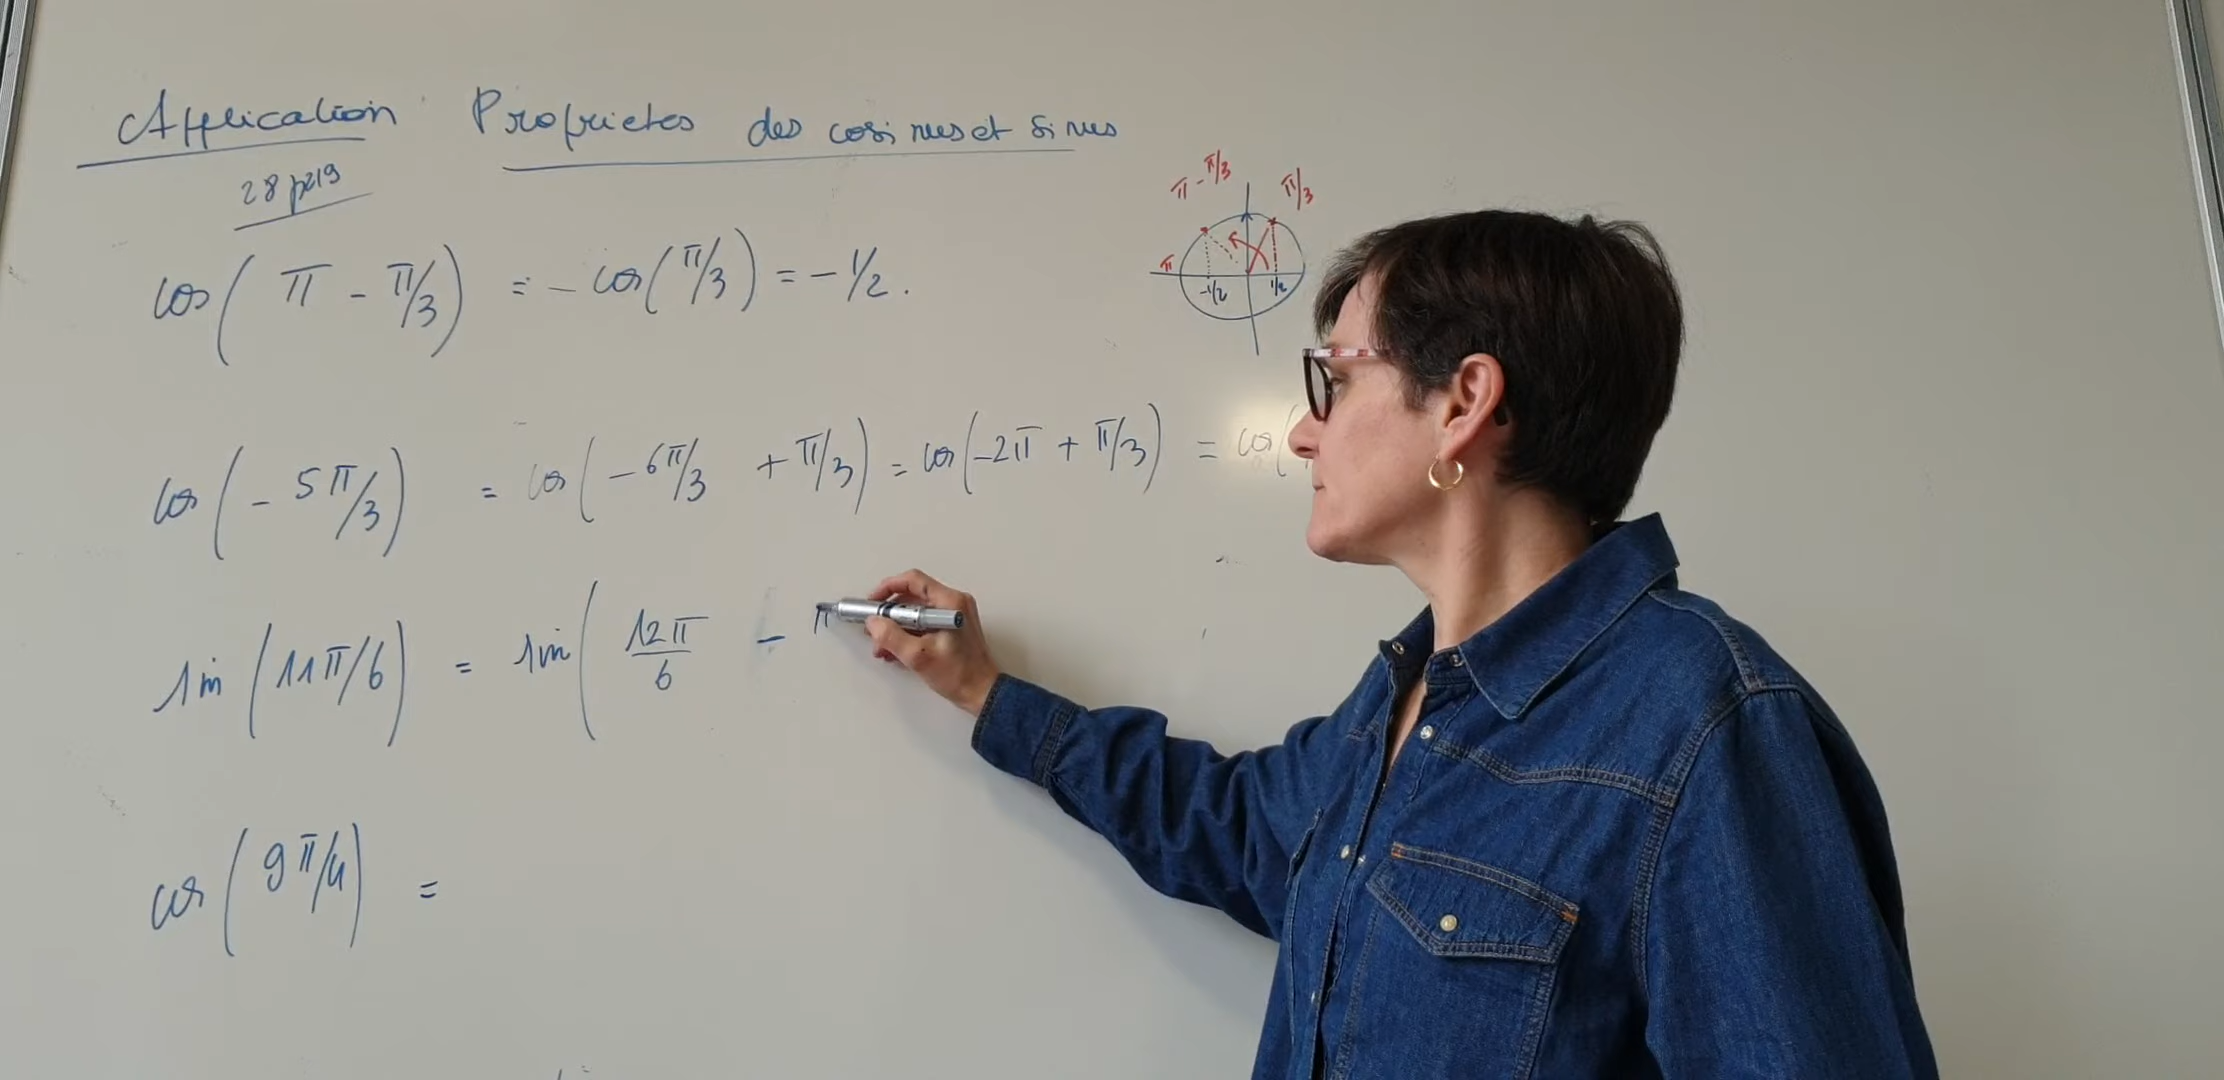 Application Proprietes des cosinus et sinus
28 p219
π - π/3 π/3
π
-1/2 1/2
cos(π - π/3) = - cos(π/3) = - 1/2.
cos(- 5π/3) = cos(- 6π/3 + π/3) = cos(-2π + π/3) = cos(
sin(11π/6) = sin(12π/6 - π
cos(9π/4) =